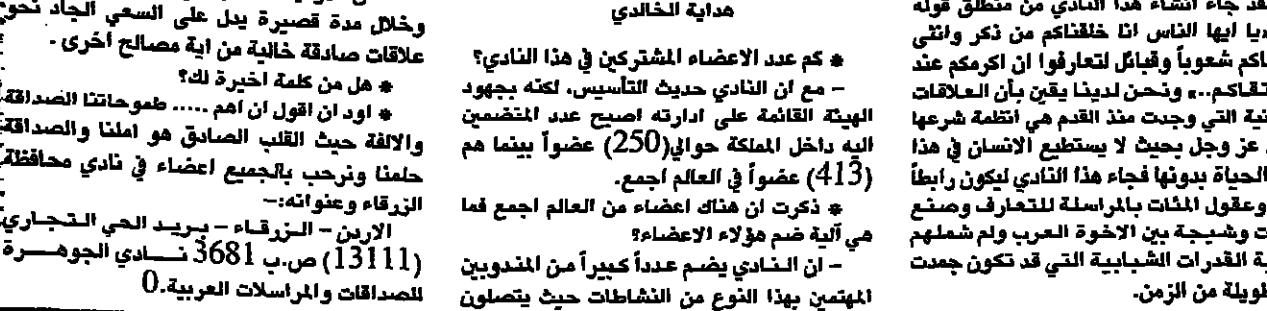 قد جاء انشاء هذا النادي من منطلق قوله
ديا ايها الناس انا خلقناكم من ذكر وانثى
اكم شعوباً وقبائل لتعارفوا ان اكرمكم عند
تقاكم..» ونحن لدينا يقين بأن العلاقات
نية التي وجدت منذ القدم هي انظمة شرعها
عز وجل بحيث لا يستطيع الانسان في هذا
الحياة بدونها فجاء هذا النادي ليكون رابطاً
وعقول المئات بالمراسلة للتعارف وصنع
ت وشيجة بين الاخوة العرب ولم شملهم
ية القدرات الشبابية التي قد تكون جمدت
طويلة من الزمن.
هداية الخالدي
* كم عدد الاعضاء المشتركين في هذا النادي؟
– مع ان النادي حديث التأسيس، لكنه بجهود
الهيئة القائمة على ادارته اصبح عدد المنضمين
اليه داخل المملكة حوالي(250) عضواً بينما هم
(413) عضواً في العالم اجمع.
* ذكرت ان هناك اعضاء من العالم اجمع فما
هي آلية ضم هؤلاء الاعضاء؟
– ان النادي يضم عدداً كبيراً من المندوبين
المهتمين بهذا النوع من النشاطات حيث يتصلون
وخلال مدة قصيرة يدل على السعي الجاد نحو
علاقات صادقة خالية من اية مصالح أخرى.
* هل من كلمة اخيرة لك؟
* اود ان اقول ان اهم ..... طموحاتنا الصداقة
والالفة حيث القلب الصادق هو املنا والصداقة
حلمنا ونرحب بالجميع اعضاء في نادي محافظة
الزرقاء وعنوانه:–
الاردن – الزرقاء – بريد الحي التجاري
(13111) ص.ب 3681 نادي الجوهرة
للصداقات والمراسلات العربية.0